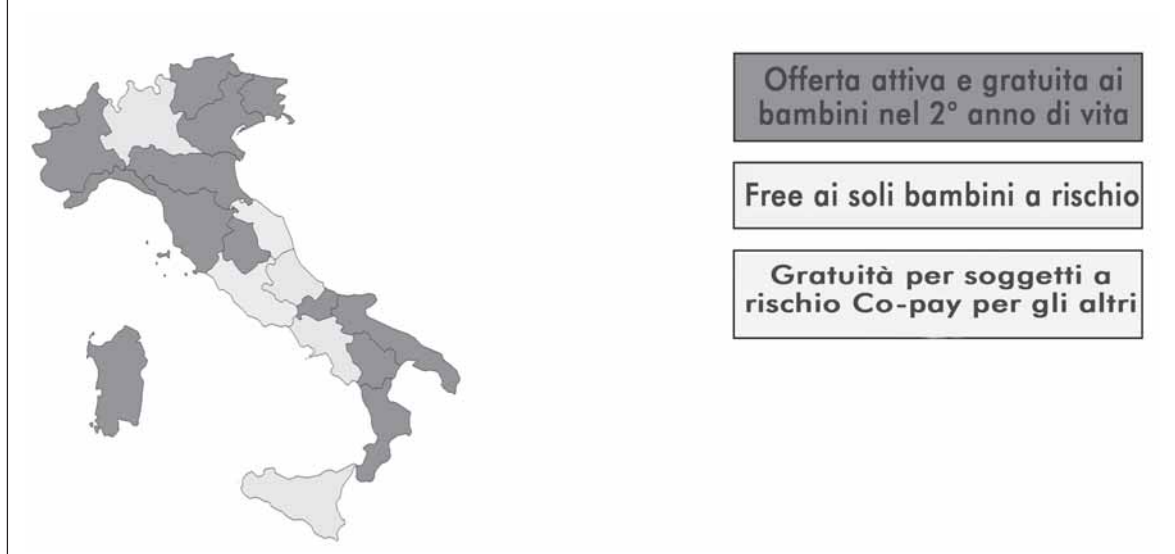 Offerta attiva e gratuita ai
bambini nel 2° anno di vita
Free ai soli bambini a rischio
Gratuità per soggetti a
rischio Co-pay per gli altri